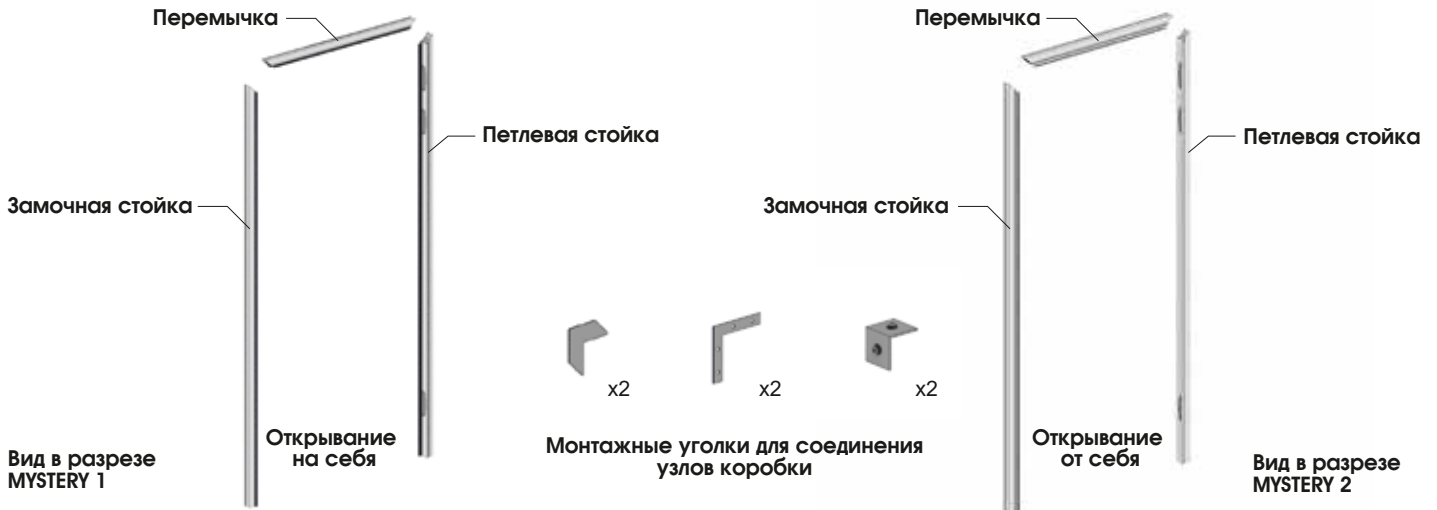 Перемычка
Петлевая стойка
Замочная стойка
Открывание
на себя
Вид в разрезе
MYSTERY 1
x2
x2
x2
Монтажные уголки для соединения
узлов коробки
Перемычка
Петлевая стойка
Замочная стойка
Открывание
от себя
Вид в разрезе
MYSTERY 2